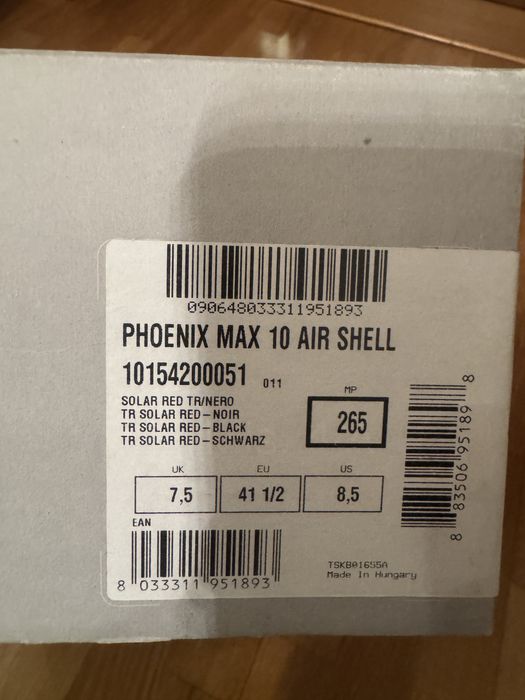 0906480333311951893
PHOENIX MAX 10 AIR SHELL
10154200051 011
SOLAR RED TR/NERO
TR SOLAR RED-NOIR
TR SOLAR RED-BLACK
TR SOLAR RED-SCHWARZ
MP
265
UK
7,5
EU
41 1/2
US
8,5
EAN
8 033311 951893
TSKB01655A
Made In Hungary
8 83506 95189 8